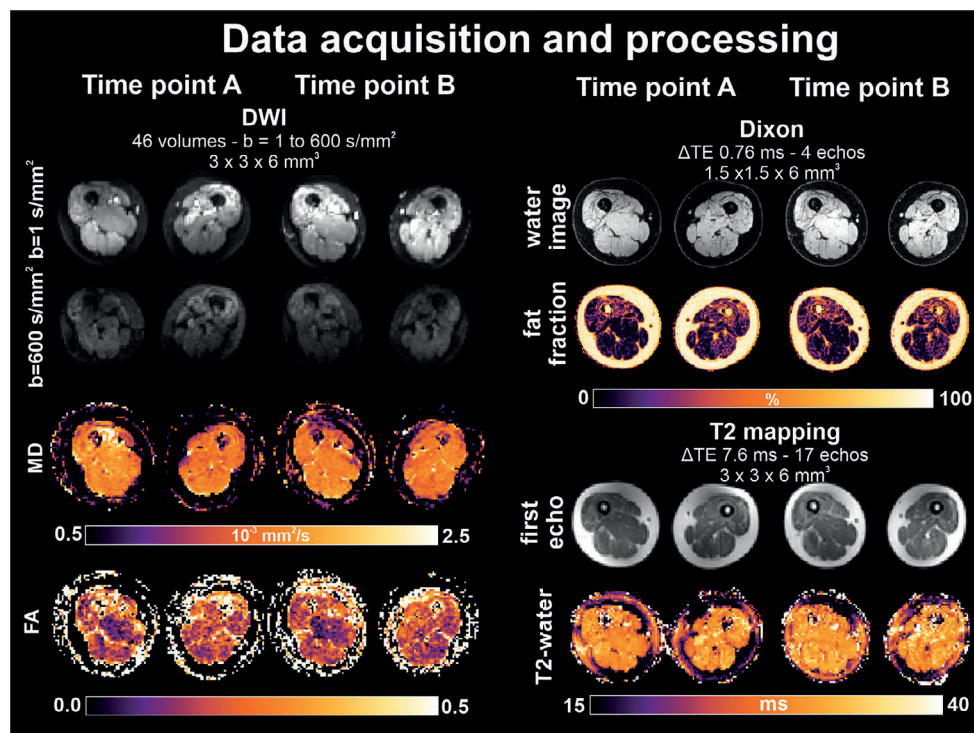 Data acquisition and processing
Time point A
Time point B
DWI
46 volumes - b = 1 to 600 s/mm²
3 x 3 x 6 mm³
b=1 s/mm²
b=600 s/mm²
MD
0.5
10⁻³ mm²/s
2.5
FA
0.0
0.5
Time point A
Time point B
Dixon
ΔTE 0.76 ms - 4 echos
1.5 x1.5 x 6 mm³
water
image
fat
fraction
0
%
100
T2 mapping
ΔTE 7.6 ms - 17 echos
3 x 3 x 6 mm³
first
echo
T2-water
15
ms
40